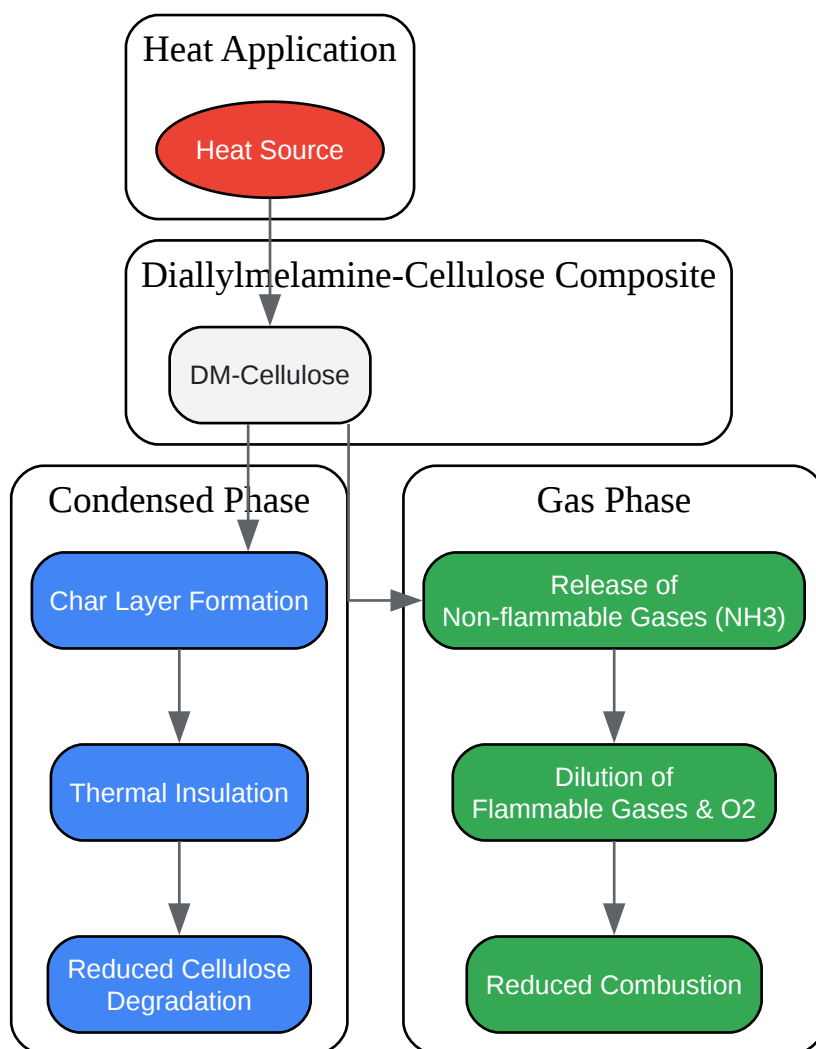 Heat Application
Heat Source
Diallylmelamine-Cellulose Composite
DM-Cellulose
Condensed Phase
Char Layer Formation
Thermal Insulation
Reduced Cellulose
Degradation
Gas Phase
Release of
Non-flammable Gases (NH3)
Dilution of
Flammable Gases & O2
Reduced Combustion